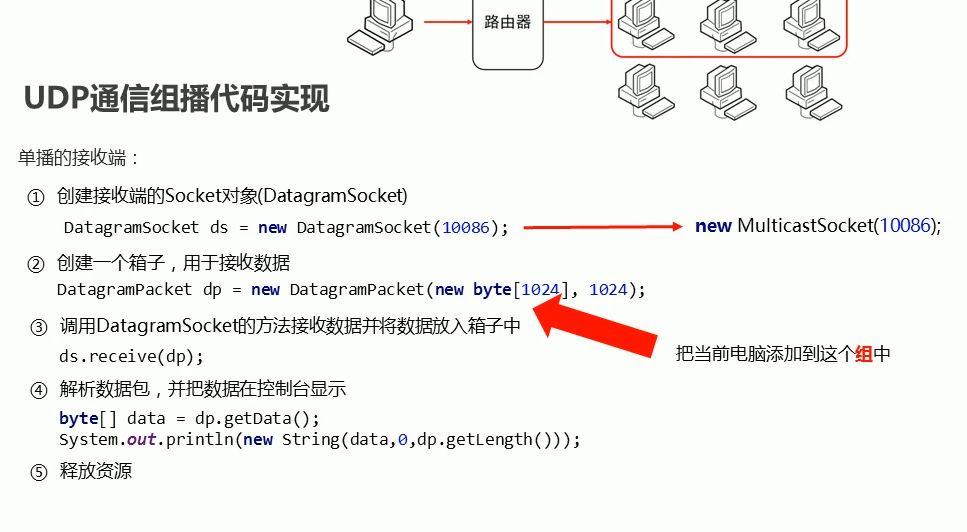 路由器
UDP通信组播代码实现
单播的接收端：
① 创建接收端的Socket对象(DatagramSocket)
DatagramSocket ds = new DatagramSocket(10086); new MulticastSocket(10086);
② 创建一个箱子，用于接收数据
DatagramPacket dp = new DatagramPacket(new byte[1024], 1024);
③ 调用DatagramSocket的方法接收数据并将数据放入箱子中
把当前电脑添加到这个组中
ds.receive(dp);
④ 解析数据包，并把数据在控制台显示
byte[] data = dp.getData();
System.out.println(new String(data,0,dp.getLength()));
⑤ 释放资源